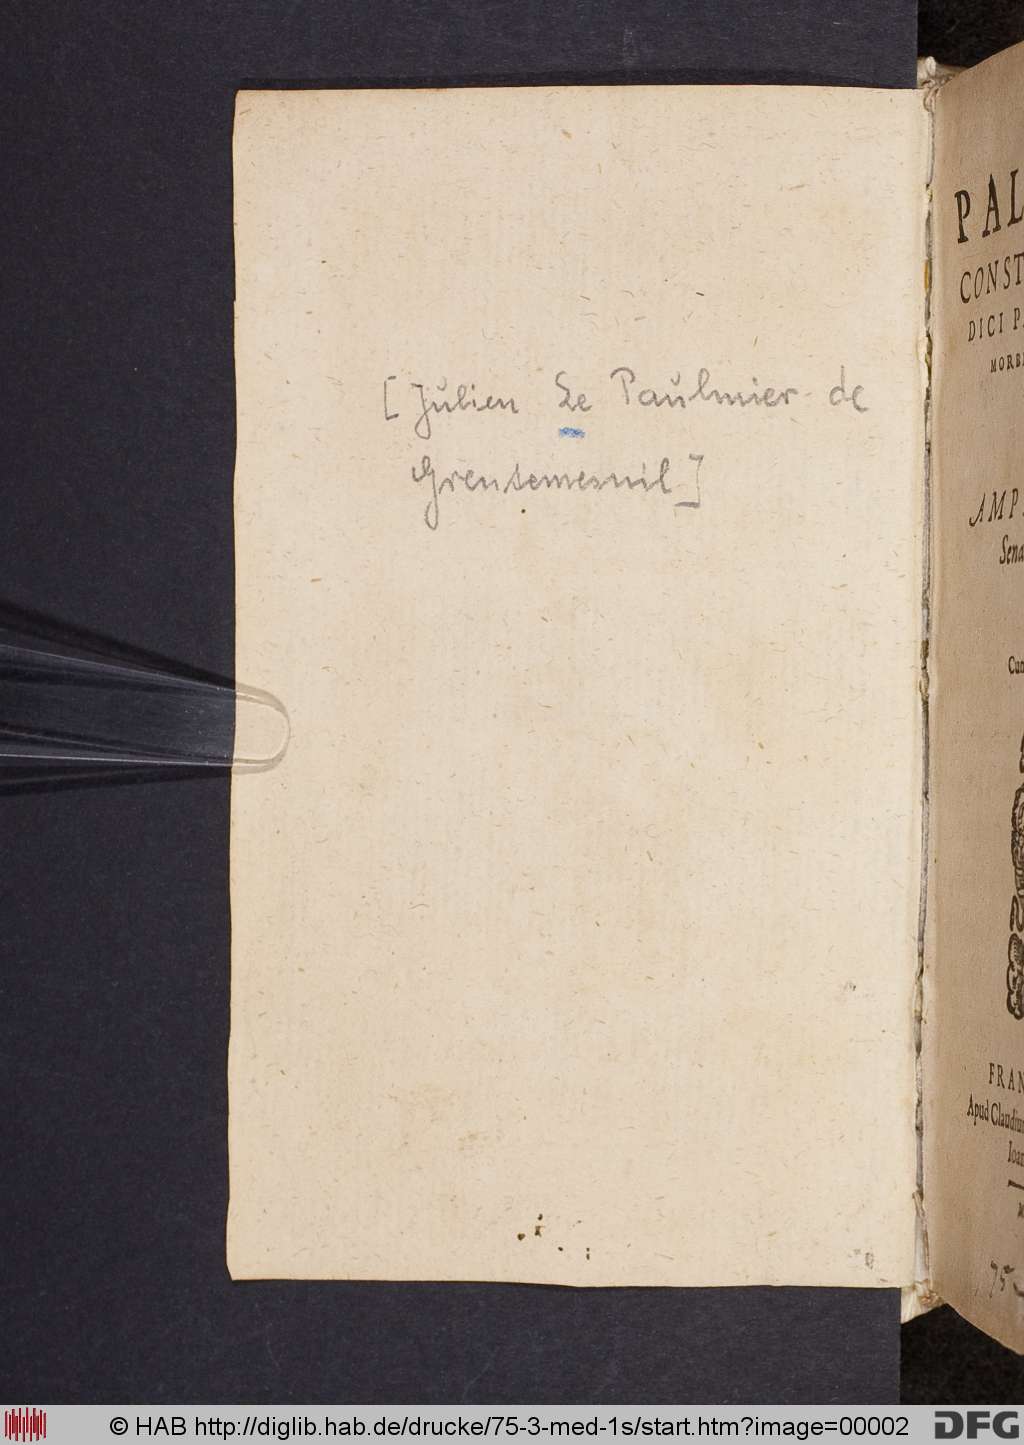 [Julien Le Paulmier de
Grentemesnil]
PAL
CONST
DICI P
MORB
AMP
Sena
Cum
FRAN
Apud Claudiu
Ioan
75
© HAB http://diglib.hab.de/drucke/75-3-med-1s/start.htm?image=00002
DFG